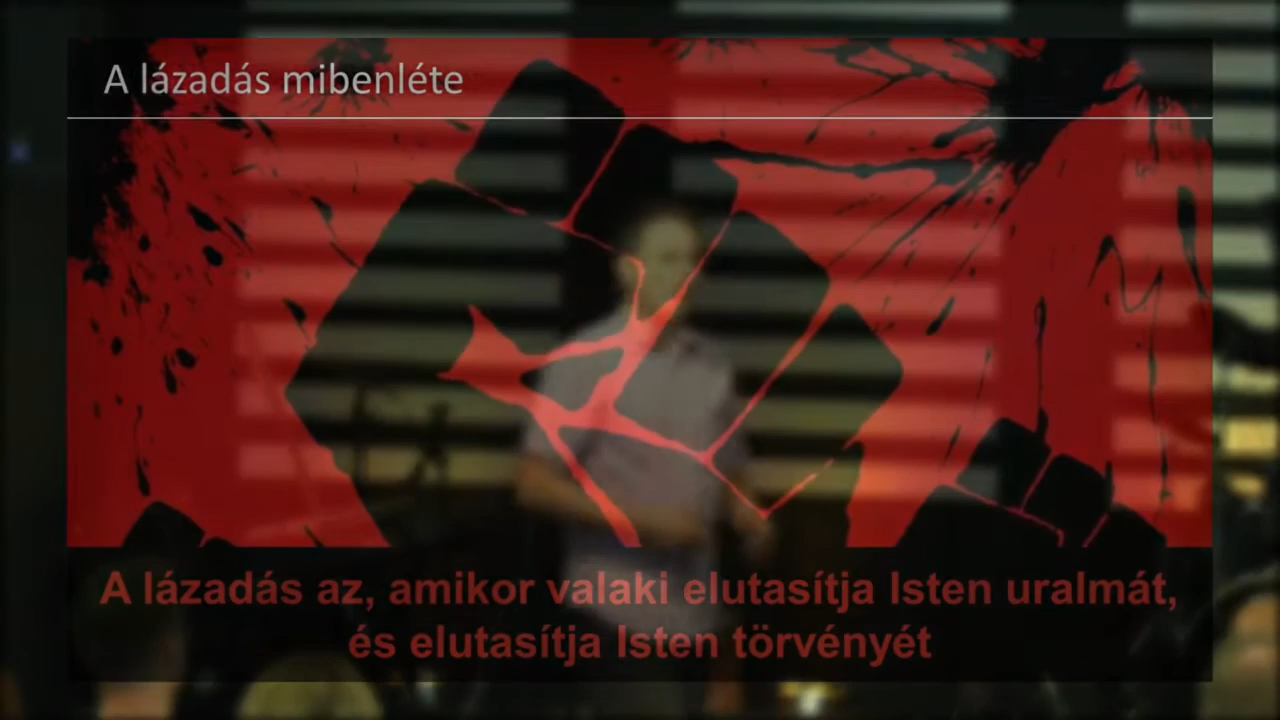 A lázadás mibenléte
A lázadás az, amikor valaki elutasítja Isten uralmát,
és elutasítja Isten törvényét